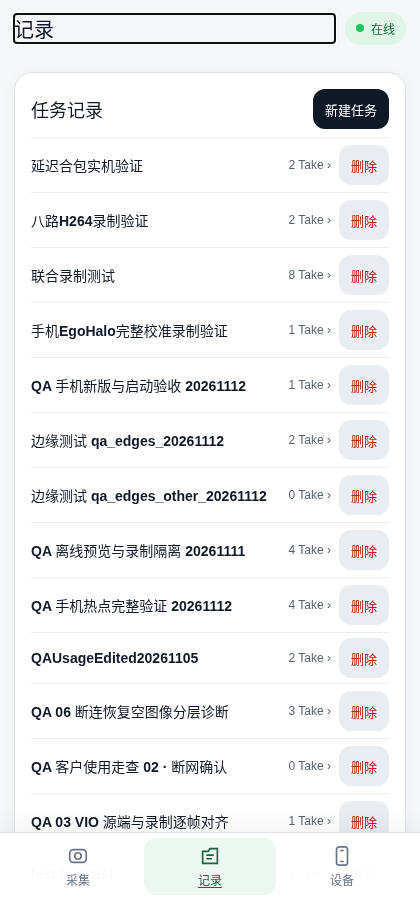 记录
在线
任务记录
新建任务
延迟合包实机验证 2 Take › 删除
八路H264录制验证 2 Take › 删除
联合录制测试 8 Take › 删除
手机EgoHalo完整校准录制验证 1 Take › 删除
QA 手机新版与启动验收 20261112 1 Take › 删除
边缘测试 qa_edges_20261112 2 Take › 删除
边缘测试 qa_edges_other_20261112 0 Take › 删除
QA 离线预览与录制隔离 20261111 4 Take › 删除
QA 手机热点完整验证 20261112 4 Take › 删除
QAUsageEdited20261105 2 Take › 删除
QA 06 断连恢复空图像分层诊断 3 Take › 删除
QA 客户使用走查 02 · 断网确认 0 Take › 删除
QA 03 VIO 源端与录制逐帧对齐 1 Take › 删除
采集 记录 设备